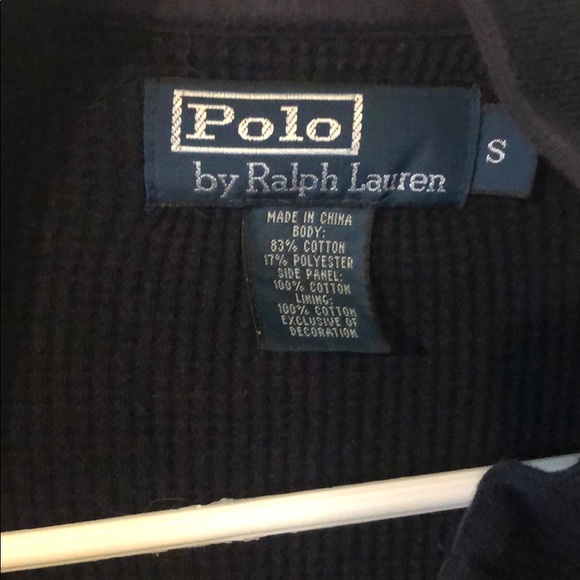 Polo
by Ralph Lauren
S
MADE IN CHINA
BODY:
83% COTTON
17% POLYESTER
SIDE PANEL:
100% COTTON
LINING:
100% COTTON
EXCLUSIVE OF
DECORATION